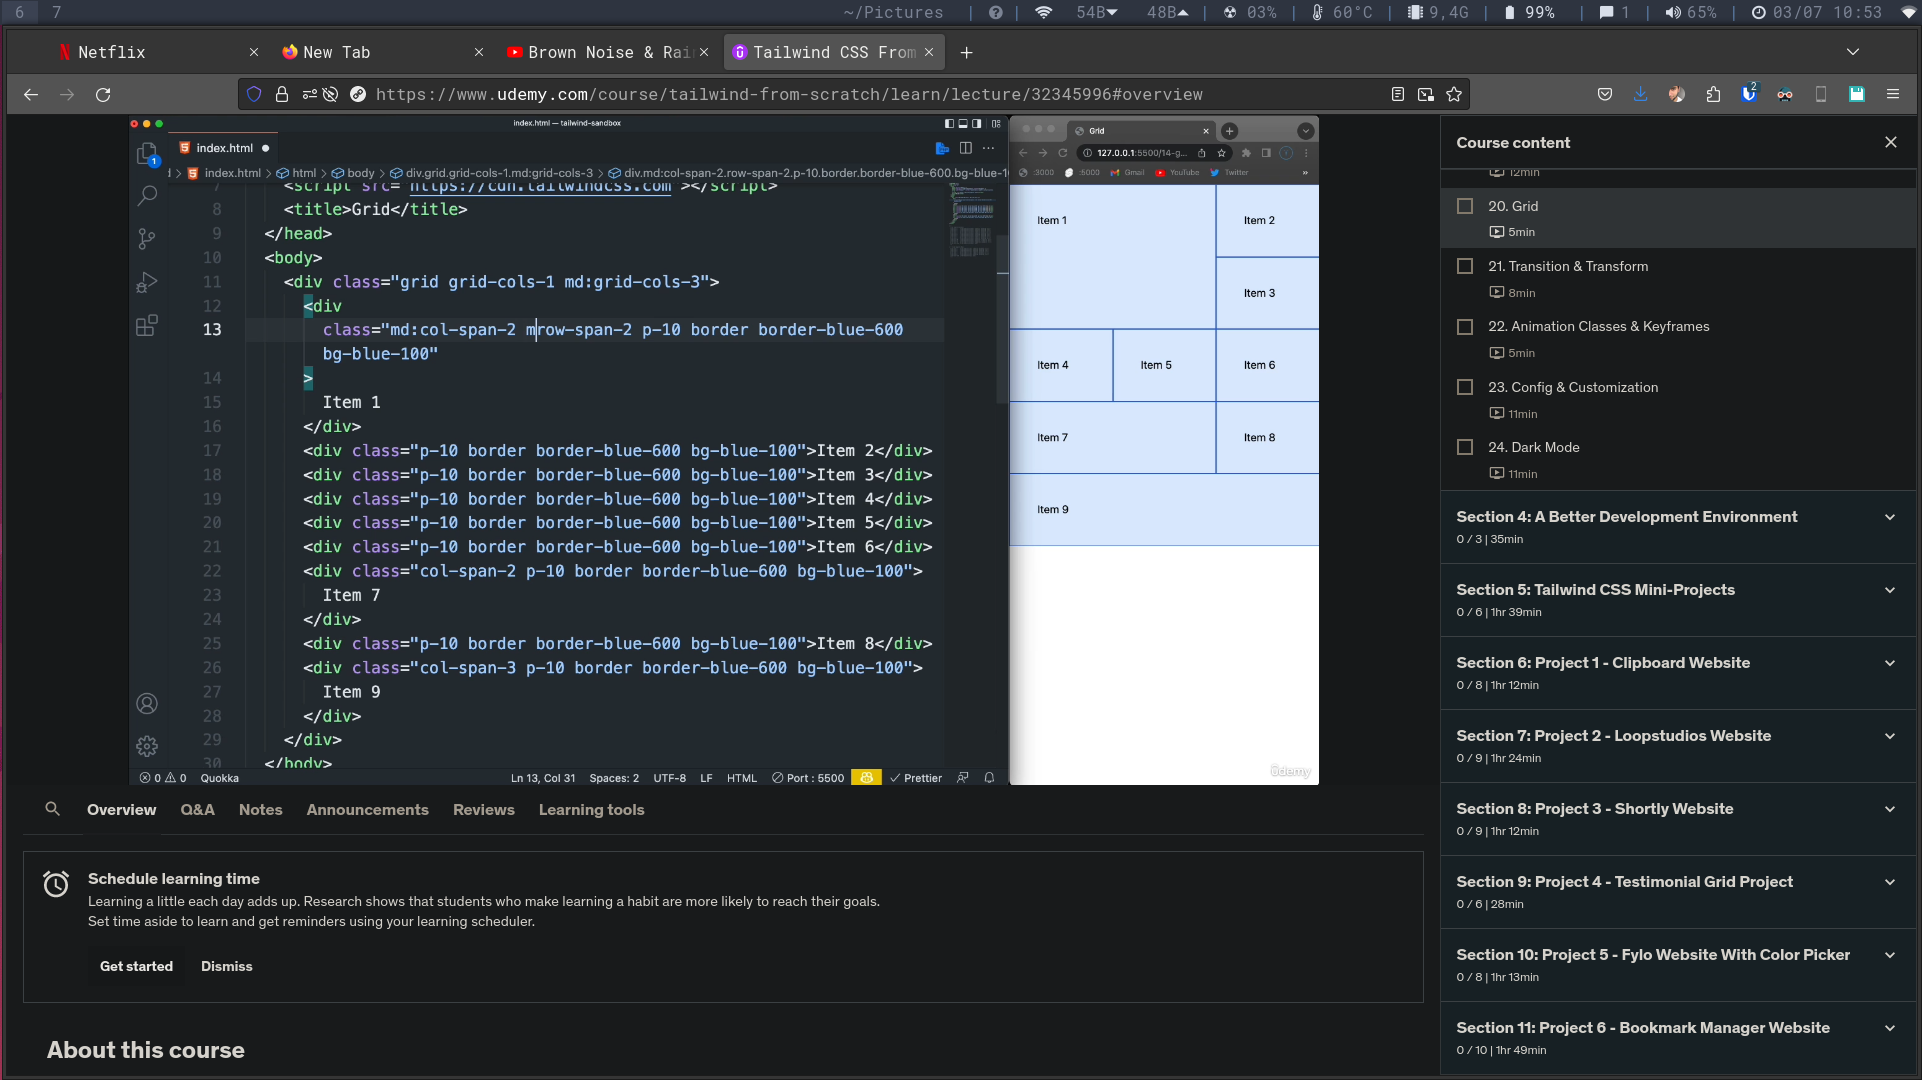 6 7 ~/Pictures | | 54B 48B | 03% | 60°C | 9,4G | 99% | 1 | 65% | 03/07 10:53
Netflix
New Tab
Brown Noise & Rai
Tailwind CSS From
https://www.udemy.com/course/tailwind-from-scratch/learn/lecture/32345996#overview
2
index.html — tailwind-sandbox
index.html
index.html > html > body > div.grid.grid-cols-1.md:grid-cols-3 > div.md:col-span-2.row-span-2.p-10.border.border-blue-600.bg-blue-1
1
7 <script src="https://cdn.tailwindcss.com"></script>
8 <title>Grid</title>
9 </head>
10 <body>
11 <div class="grid grid-cols-1 md:grid-cols-3">
12 <div
13 class="md:col-span-2 mrow-span-2 p-10 border border-blue-600
bg-blue-100"
14 >
15 Item 1
16 </div>
17 <div class="p-10 border border-blue-600 bg-blue-100">Item 2</div>
18 <div class="p-10 border border-blue-600 bg-blue-100">Item 3</div>
19 <div class="p-10 border border-blue-600 bg-blue-100">Item 4</div>
20 <div class="p-10 border border-blue-600 bg-blue-100">Item 5</div>
21 <div class="p-10 border border-blue-600 bg-blue-100">Item 6</div>
22 <div class="col-span-2 p-10 border border-blue-600 bg-blue-100">
23 Item 7
24 </div>
25 <div class="p-10 border border-blue-600 bg-blue-100">Item 8</div>
26 <div class="col-span-3 p-10 border border-blue-600 bg-blue-100">
27 Item 9
28 </div>
29 </div>
30 </body>
0 0 Quokka Ln 13, Col 31 Spaces: 2 UTF-8 LF HTML Port : 5500 Prettier
Grid
127.0.0.1:5500/14-g...
:3000 :5000 Gmail YouTube Twitter »
Item 1
Item 2
Item 3
Item 4
Item 5
Item 6
Item 7
Item 8
Item 9
ûdemy
Course content
12min
20. Grid
5min
21. Transition & Transform
8min
22. Animation Classes & Keyframes
5min
23. Config & Customization
11min
24. Dark Mode
11min
Section 4: A Better Development Environment
0 / 3 | 35min
Section 5: Tailwind CSS Mini-Projects
0 / 6 | 1hr 39min
Section 6: Project 1 - Clipboard Website
0 / 8 | 1hr 12min
Section 7: Project 2 - Loopstudios Website
0 / 9 | 1hr 24min
Section 8: Project 3 - Shortly Website
0 / 9 | 1hr 12min
Section 9: Project 4 - Testimonial Grid Project
0 / 6 | 28min
Section 10: Project 5 - Fylo Website With Color Picker
0 / 8 | 1hr 13min
Section 11: Project 6 - Bookmark Manager Website
0 / 10 | 1hr 49min
Overview Q&A Notes Announcements Reviews Learning tools
Schedule learning time
Learning a little each day adds up. Research shows that students who make learning a habit are more likely to reach their goals.
Set time aside to learn and get reminders using your learning scheduler.
Get started Dismiss
About this course